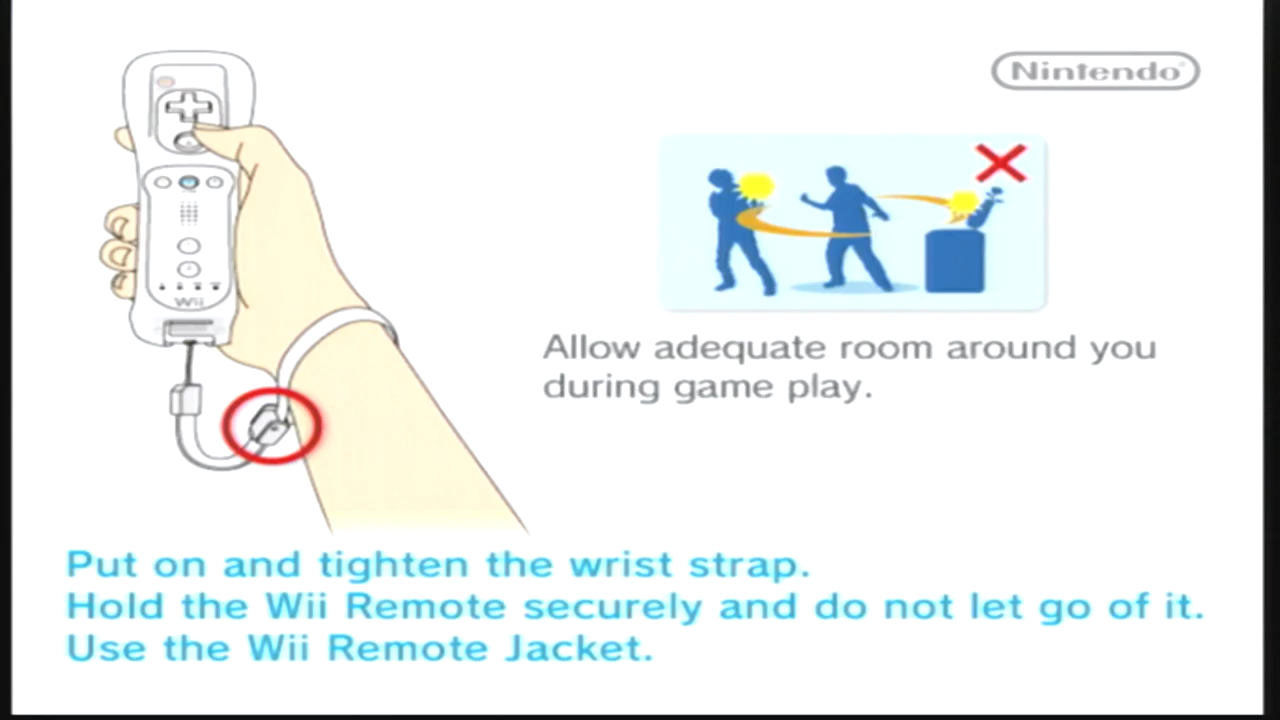 Nintendo
Wii
Allow adequate room around you
during game play.
Put on and tighten the wrist strap.
Hold the Wii Remote securely and do not let go of it.
Use the Wii Remote Jacket.